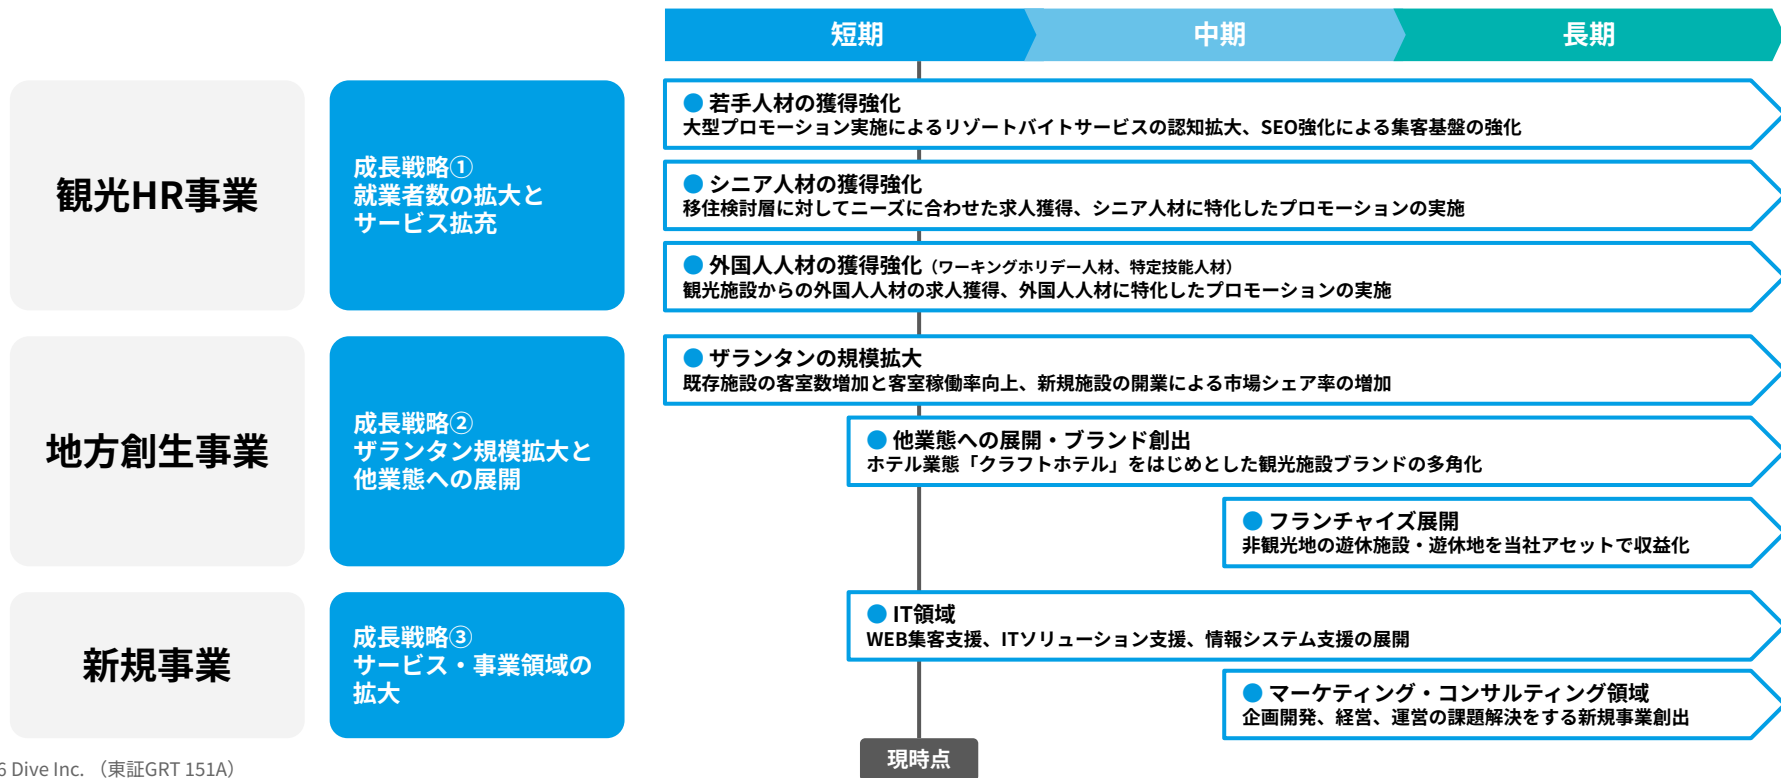 短期
中期
長期
観光HR事業
成長戦略①
就業者数の拡大と
サービス拡充
● 若手人材の獲得強化
大型プロモーション実施によるリゾートバイトサービスの認知拡大、SEO強化による集客基盤の強化
● シニア人材の獲得強化
移住検討層に対してニーズに合わせた求人獲得、シニア人材に特化したプロモーションの実施
● 外国人人材の獲得強化（ワーキングホリデー人材、特定技能人材）
観光施設からの外国人人材の求人獲得、外国人人材に特化したプロモーションの実施
地方創生事業
成長戦略②
ザランタン規模拡大と
他業態への展開
● ザランタンの規模拡大
既存施設の客室数増加と客室稼働率向上、新規施設の開業による市場シェア率の増加
● 他業態への展開・ブランド創出
ホテル業態「クラフトホテル」をはじめとした観光施設ブランドの多角化
● フランチャイズ展開
非観光地の遊休施設・遊休地を当社アセットで収益化
新規事業
成長戦略③
サービス・事業領域の
拡大
● IT領域
WEB集客支援、ITソリューション支援、情報システム支援の展開
● マーケティング・コンサルティング領域
企画開発、経営、運営の課題解決をする新規事業創出
現時点
6 Dive Inc. （東証GRT 151A）